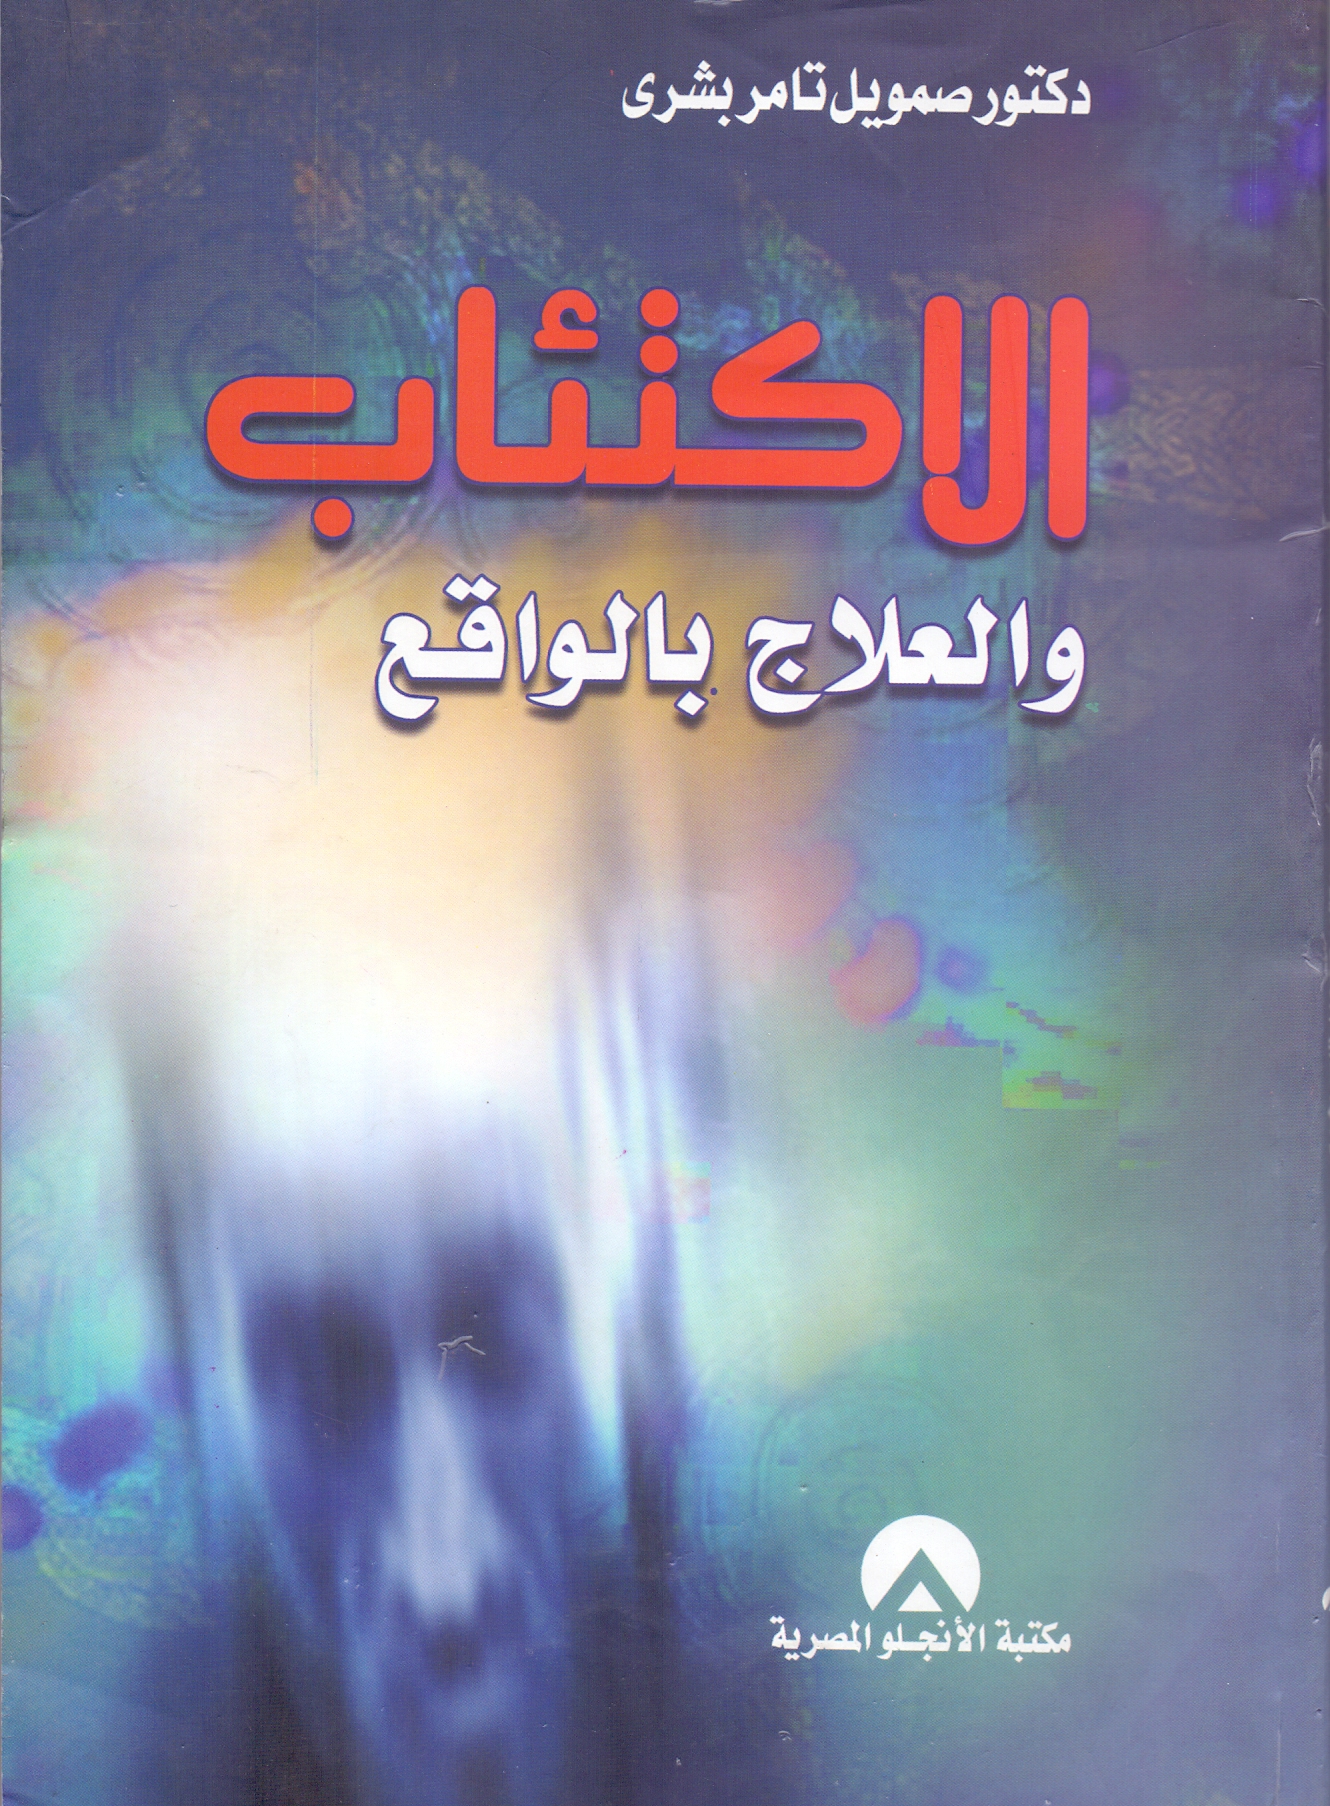 دكتور صمويل تامر بشرى
الاكتئاب
والعلاج بالواقع
مكتبة الأنجلو المصرية